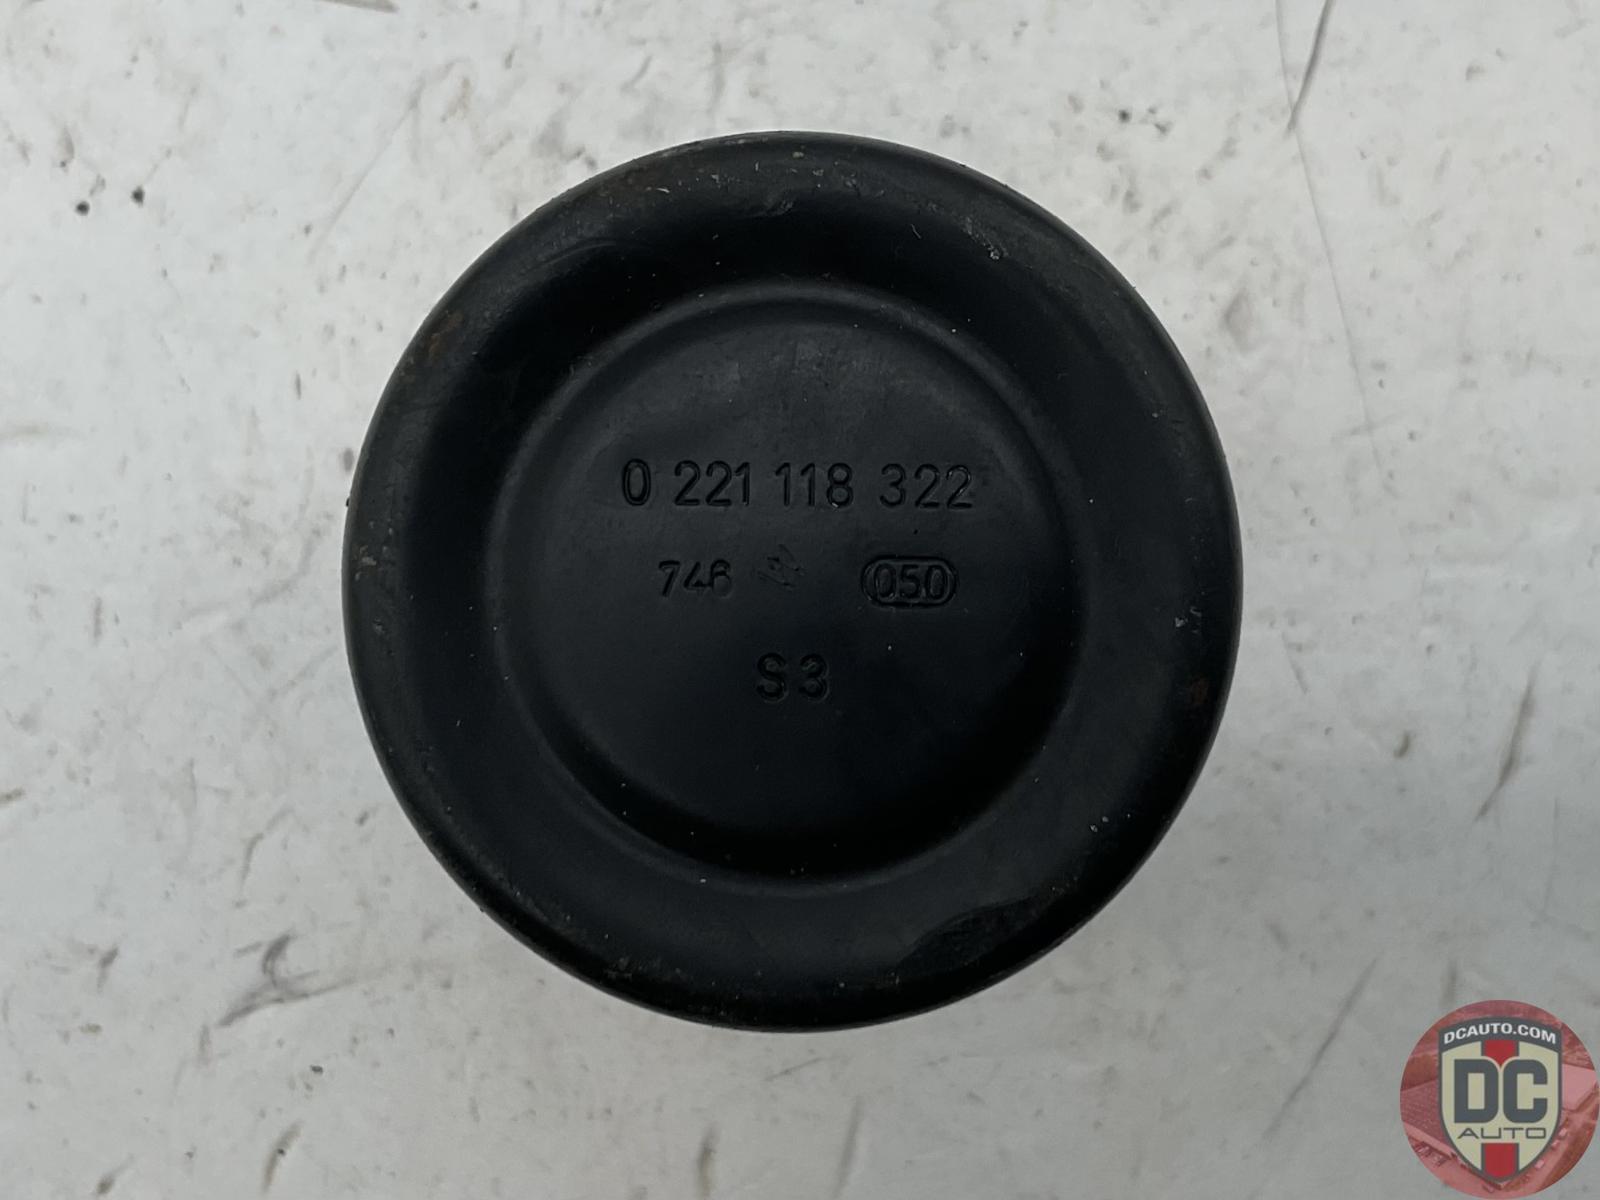 0 221 118 322
746 050
S3
DCAUTO.COM
DC
AUTO